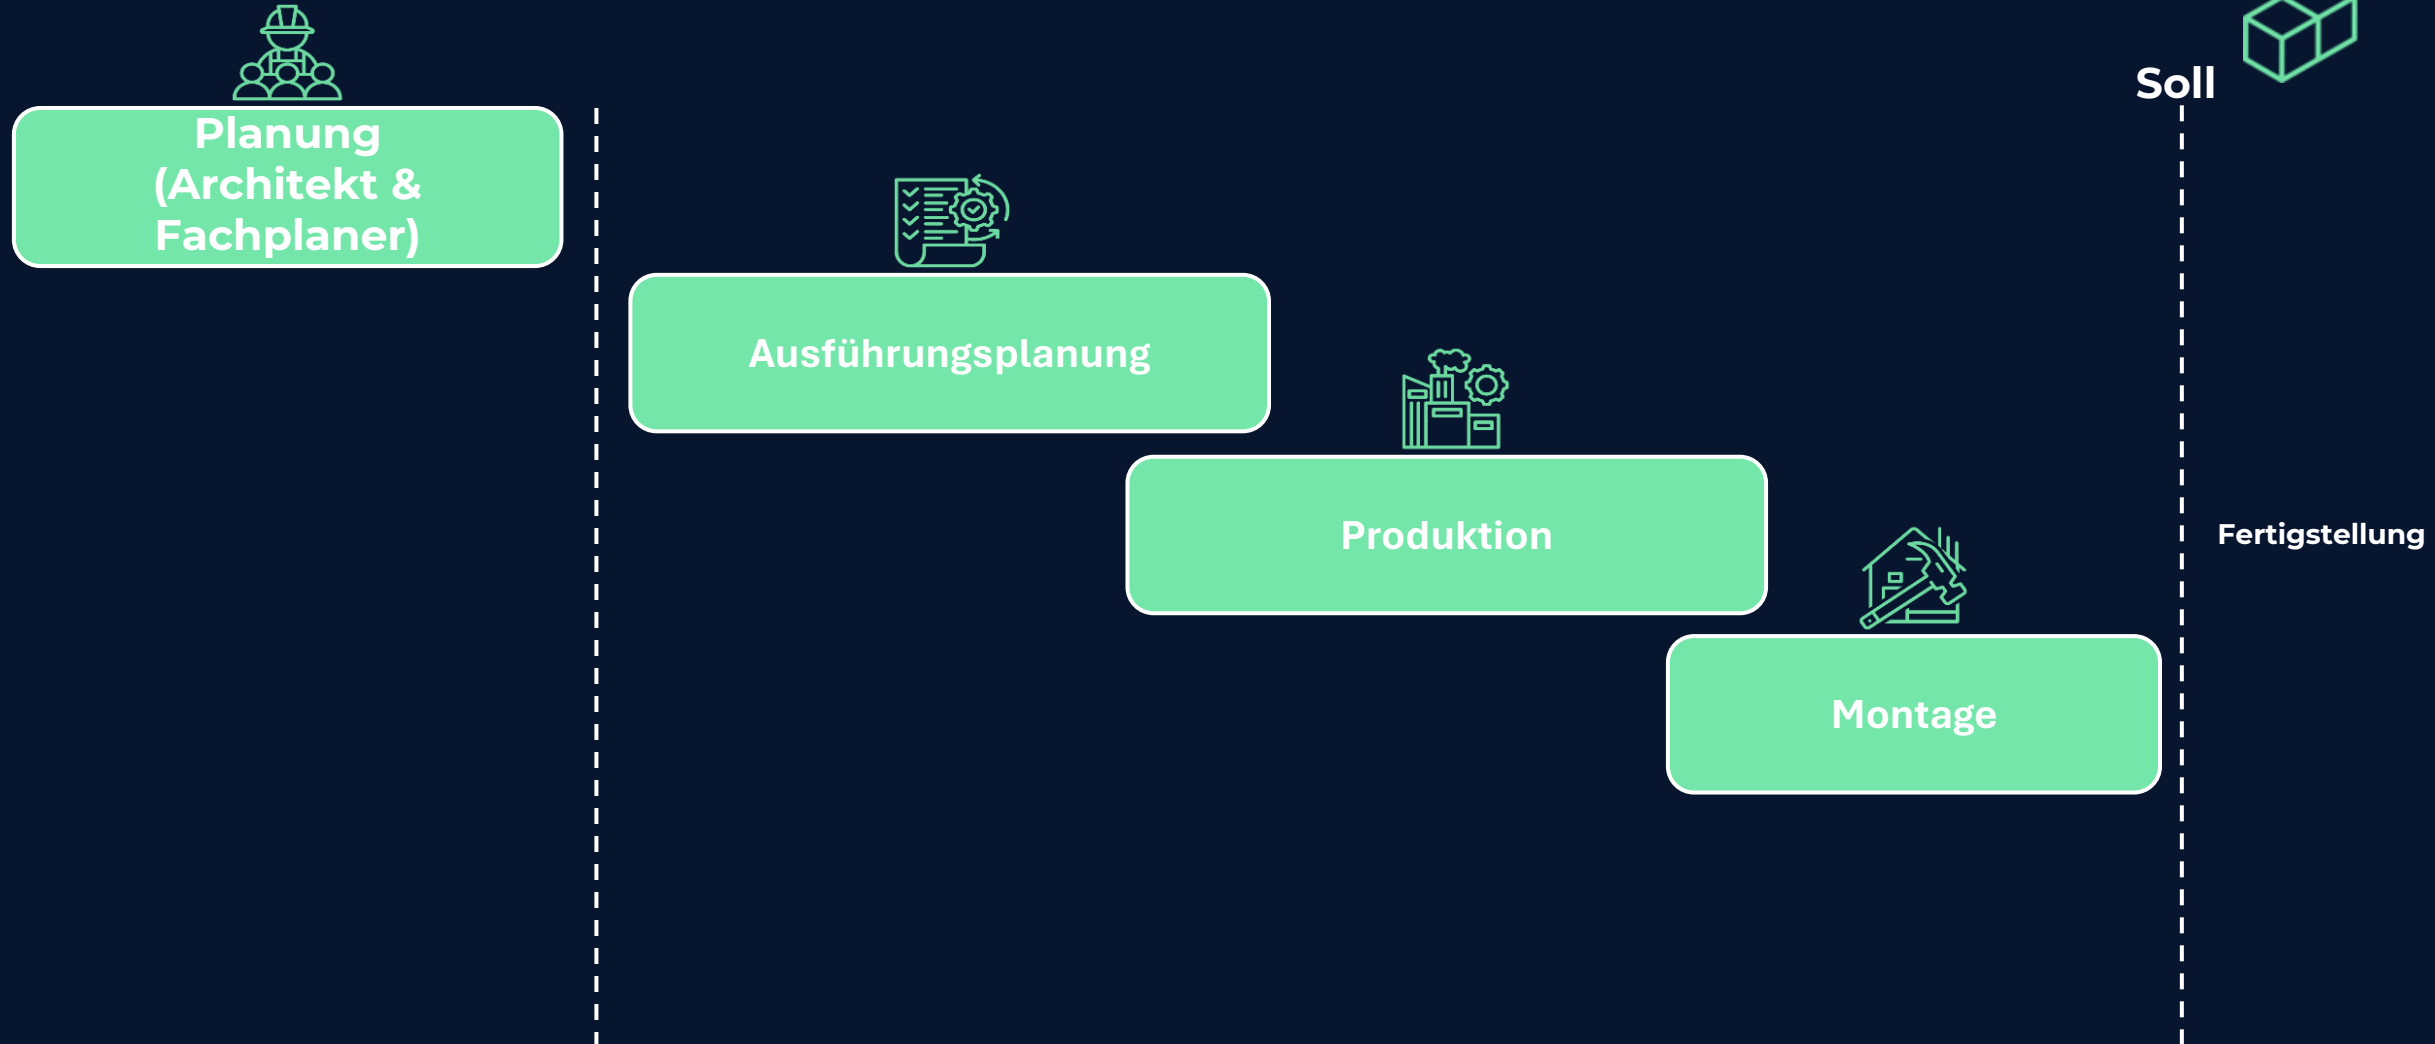 Soll
Planung
(Architekt &
Fachplaner)
Ausführungsplanung
Produktion
Fertigstellung
Montage